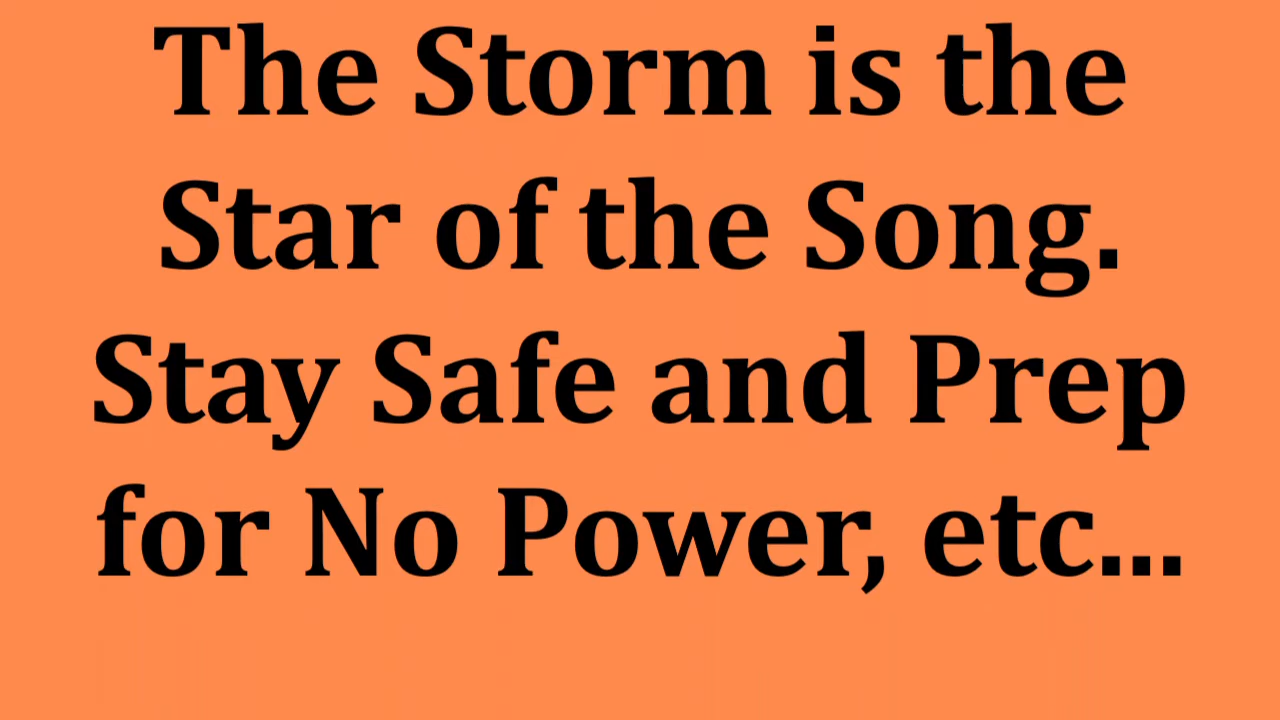 The Storm is the
Star of the Song.
Stay Safe and Prep
for No Power, etc...